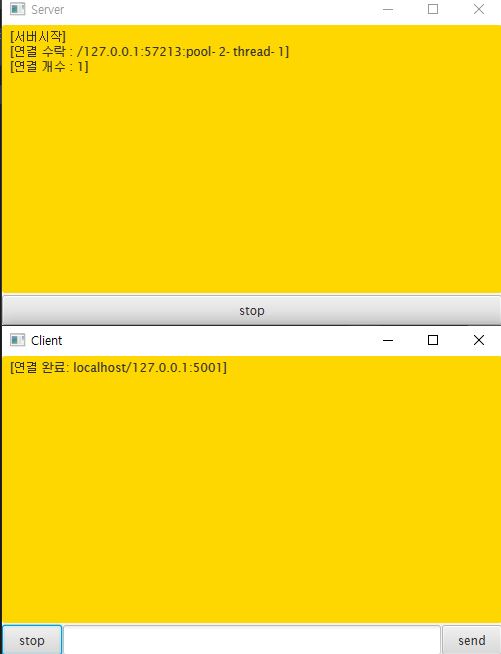 Server
[서버시작]
[연결 수락 : /127.0.0.1:57213:pool- 2- thread- 1]
[연결 개수 : 1]
stop
Client
[연결 완료: localhost/127.0.0.1:5001]
stop
send